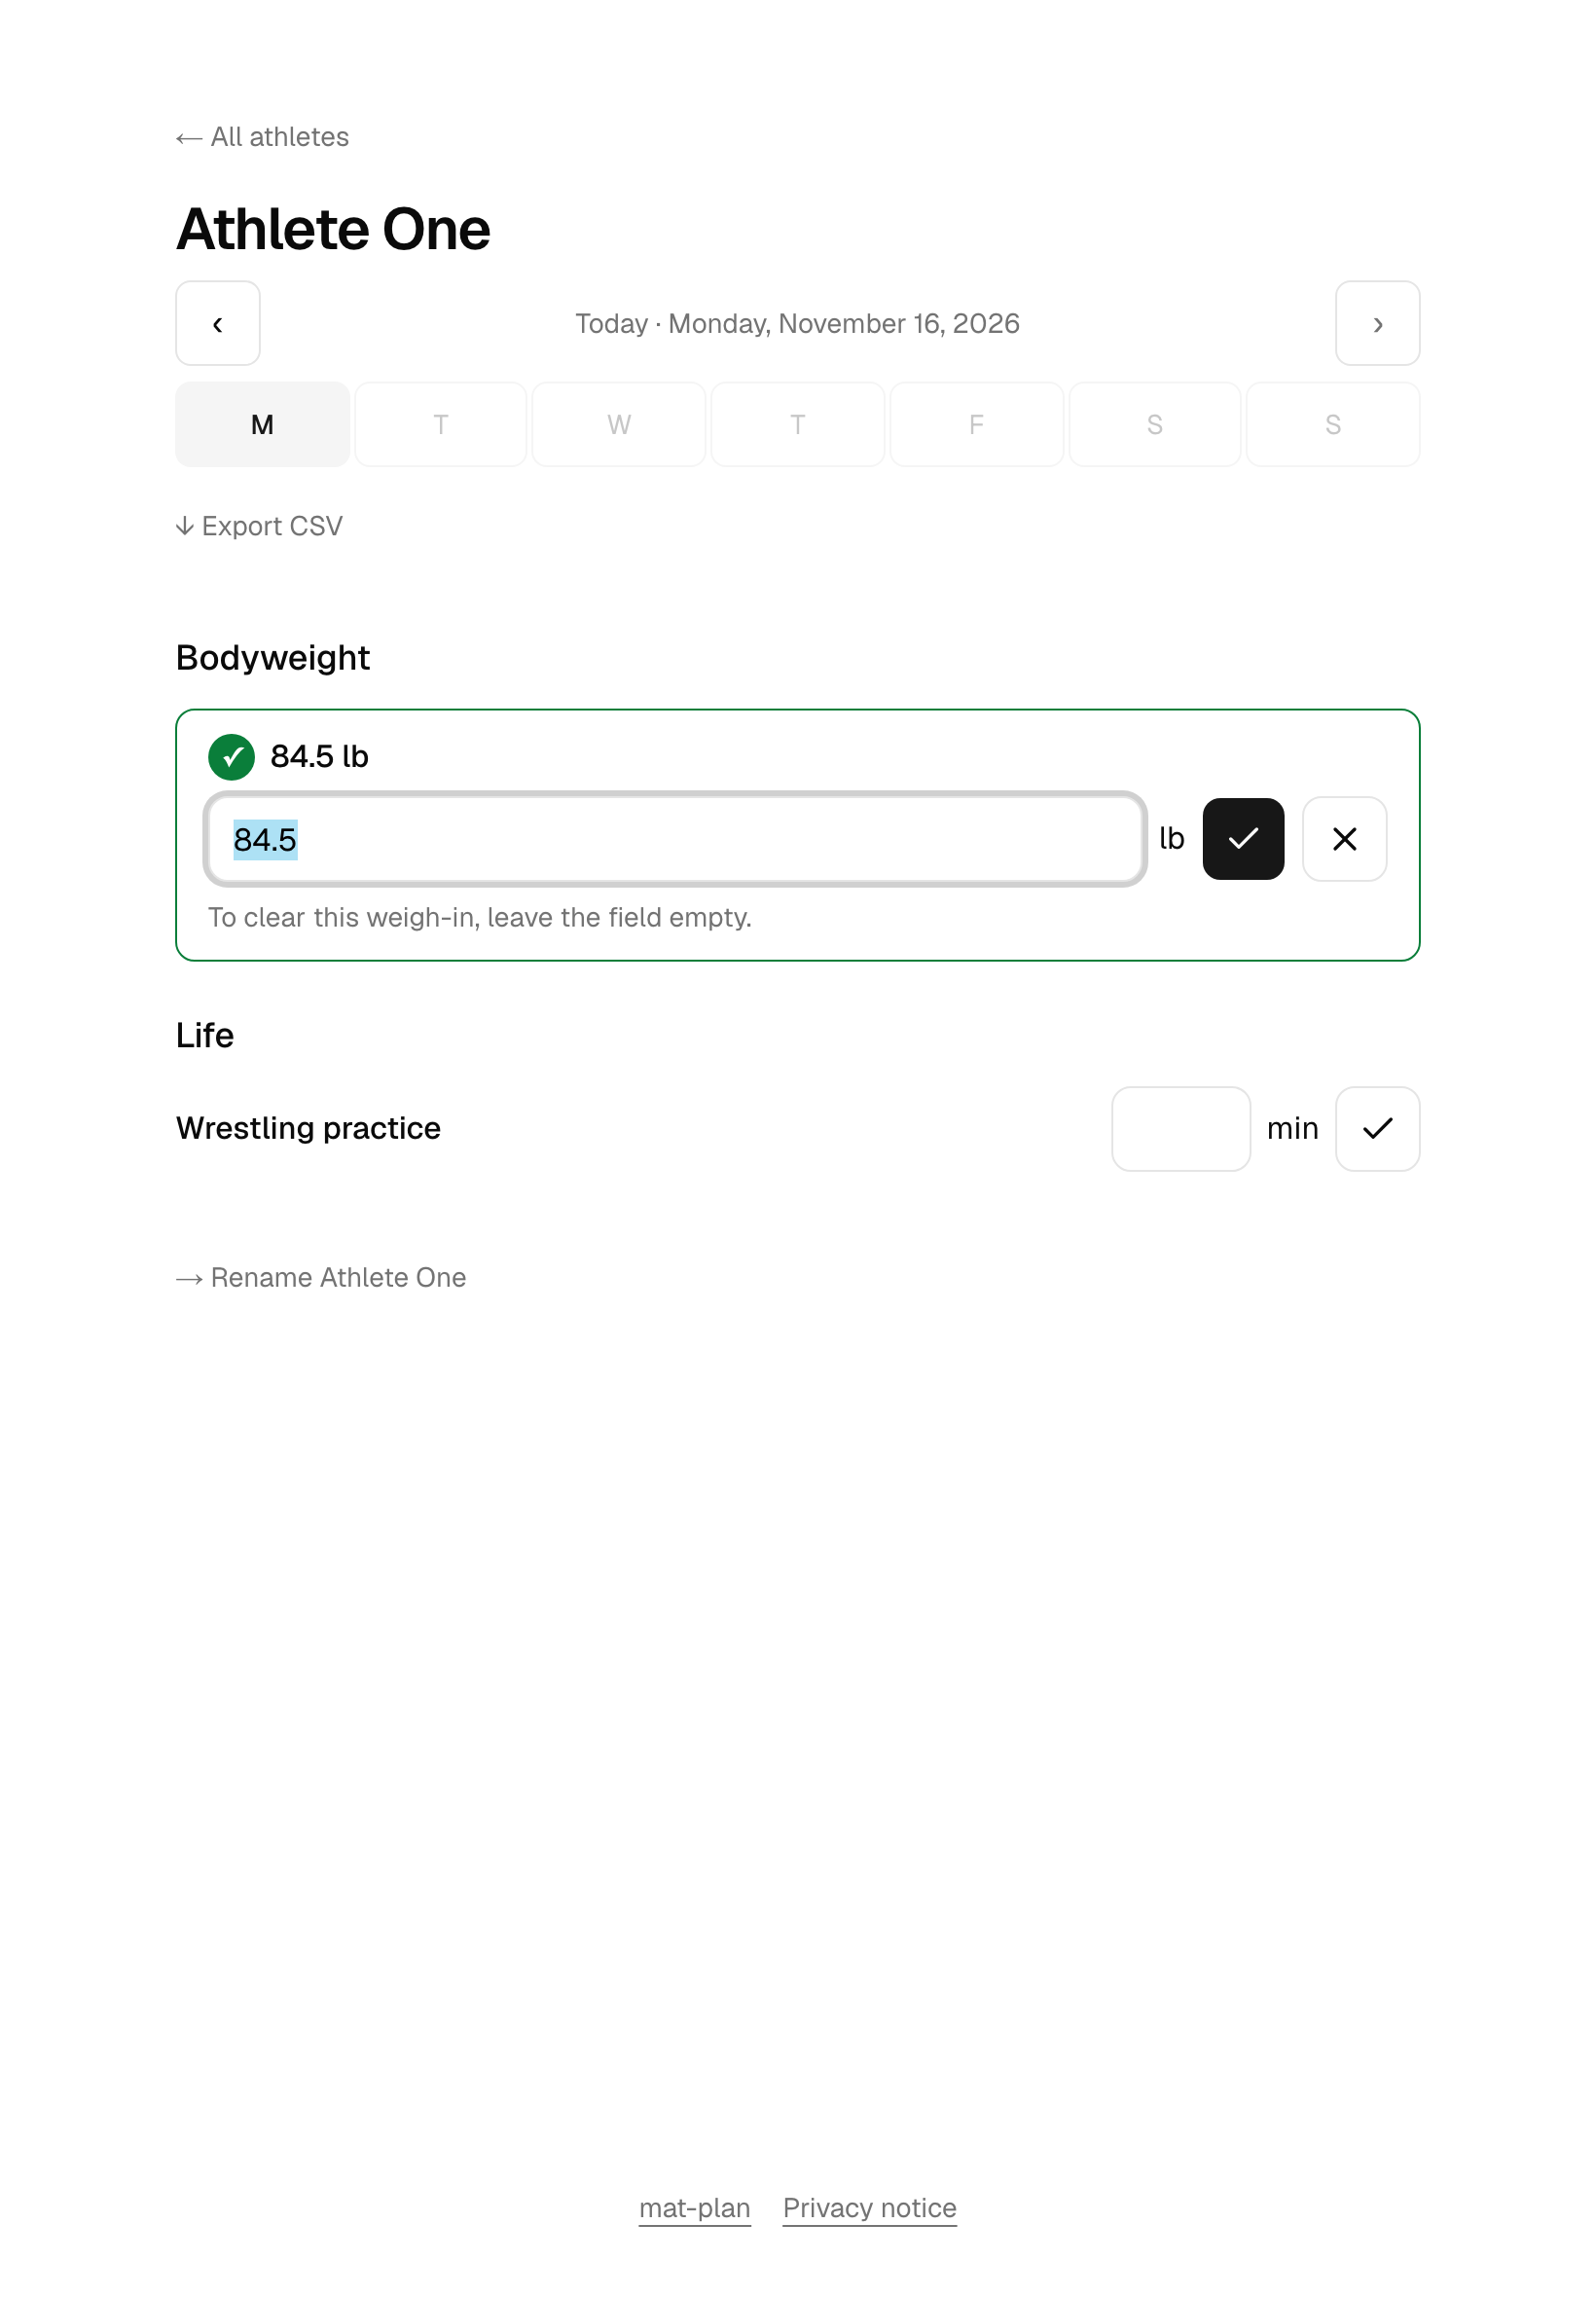 ← All athletes
Athlete One
‹ Today · Monday, November 16, 2026 ›
M T W T F S S
↓ Export CSV
Bodyweight
✓ 84.5 lb
84.5 lb ✓ ✕
To clear this weigh-in, leave the field empty.
Life
Wrestling practice min ✓
→ Rename Athlete One
mat-plan Privacy notice